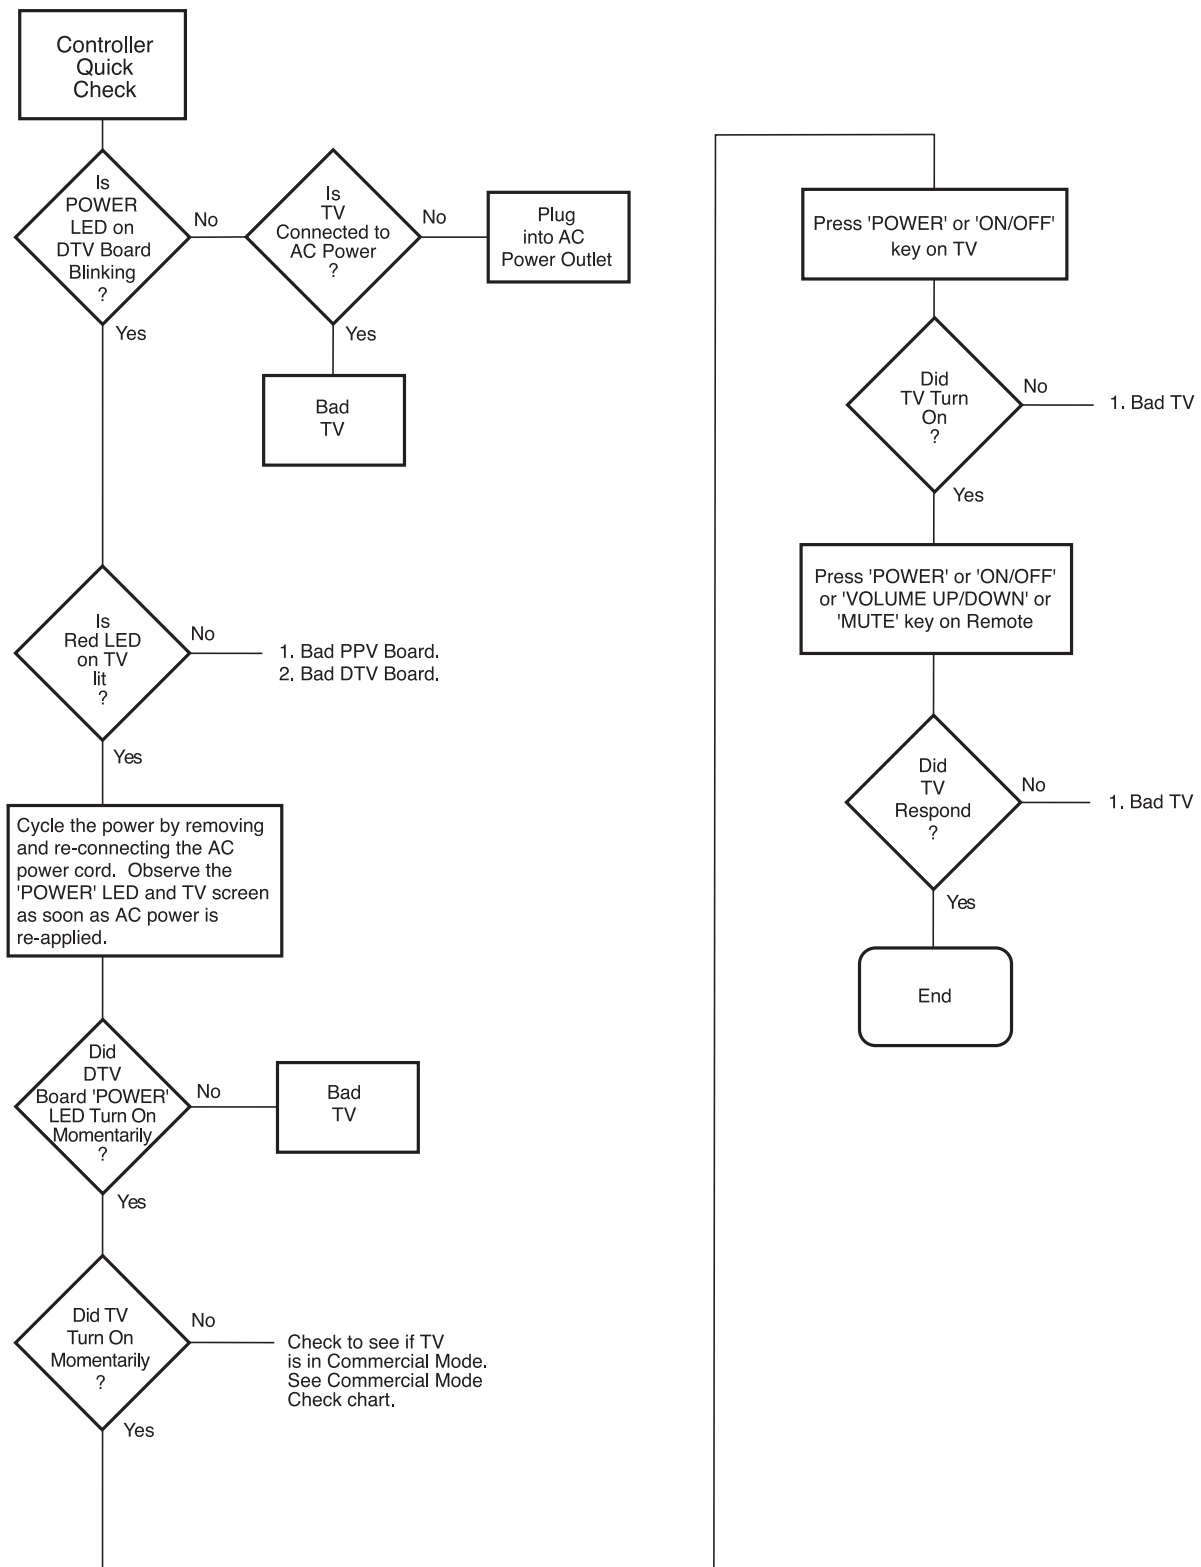 Controller
Quick
Check
Is
POWER
LED on
DTV Board
Blinking
?
No
Yes
Is
TV
Connected to
AC Power
?
No
Yes
Plug
into AC
Power Outlet
Bad
TV
Is
Red LED
on TV
lit
?
No
1. Bad PPV Board.
2. Bad DTV Board.
Yes
Cycle the power by removing
and re-connecting the AC
power cord. Observe the
'POWER' LED and TV screen
as soon as AC power is
re-applied.
Did
DTV
Board 'POWER'
LED Turn On
Momentarily
?
No
Bad
TV
Yes
Did TV
Turn On
Momentarily
?
No
Check to see if TV
is in Commercial Mode.
See Commercial Mode
Check chart.
Yes
Press 'POWER' or 'ON/OFF'
key on TV
Did
TV Turn
On
?
No
1. Bad TV
Yes
Press 'POWER' or 'ON/OFF'
or 'VOLUME UP/DOWN' or
'MUTE' key on Remote
Did
TV
Respond
?
No
1. Bad TV
Yes
End